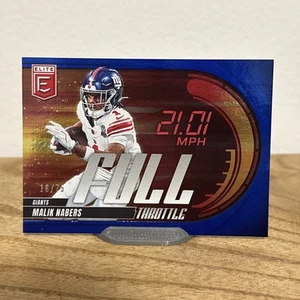 ELITE
21.01
MPH
FULL
THROTTLE
GIANTS
MALIK NABERS